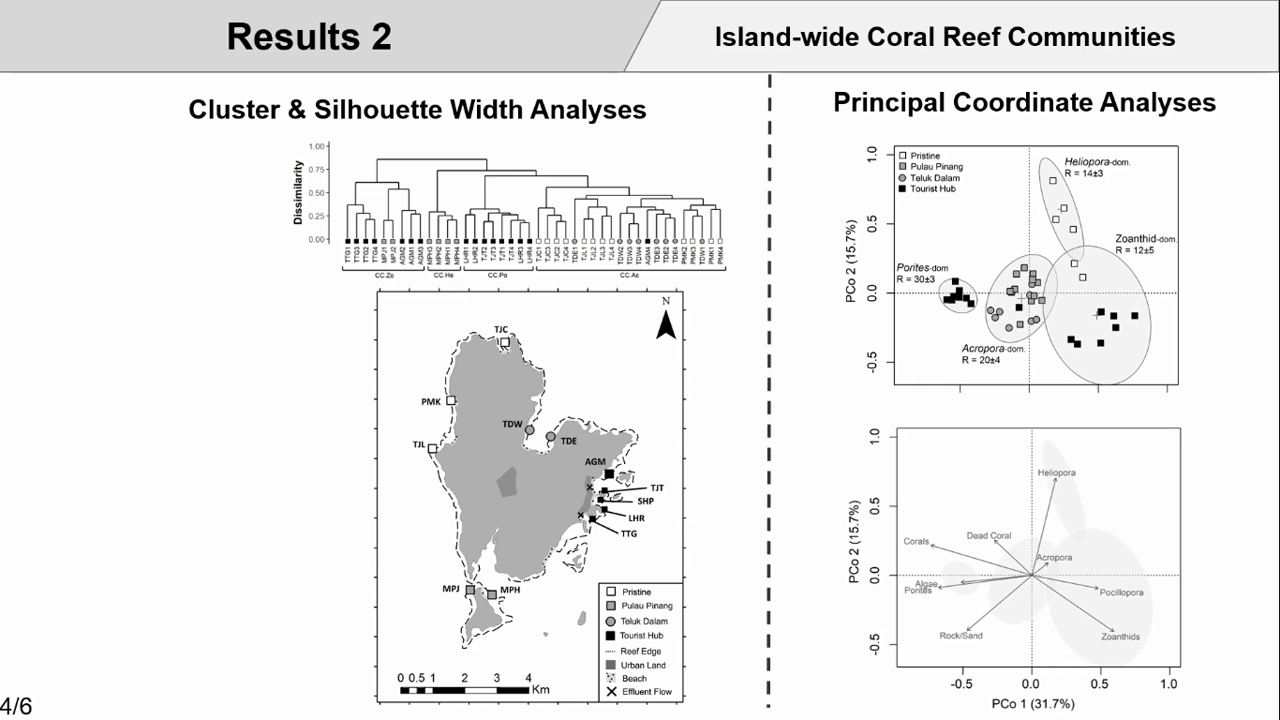 Results 2
Island-wide Coral Reef Communities
Cluster & Silhouette Width Analyses
Dissimilarity
1.00
0.75
0.50
0.25
0.00
CC.Zo
CC.He
CC.Po
CC.Ac
N
TJC
PMK
TJL
TDW
TDE
AGM
TJT
SHP
LHR
TTG
MPJ
MPH
Pristine
Pulau Pinang
Teluk Dalam
Tourist Hub
Reef Edge
Urban Land
Beach
Effluent Flow
0 0.5 1 2 3 4
Km
4/6
Principal Coordinate Analyses
Pristine
Pulau Pinang
Teluk Dalam
Tourist Hub
Heliopora-dom.
R = 14±3
Zoanthid-dom.
R = 12±5
Porites-dom
R = 30±3
Acropora-dom.
R = 20±4
PCo 2 (15.7%)
1.0
0.5
0.0
-0.5
Heliopora
Dead Coral
Corals
Acropora
Algae
Porites
Pocillopora
Rock/Sand
Zoanthids
PCo 2 (15.7%)
1.0
0.5
0.0
-0.5
-0.5 0.0 0.5 1.0
PCo 1 (31.7%)